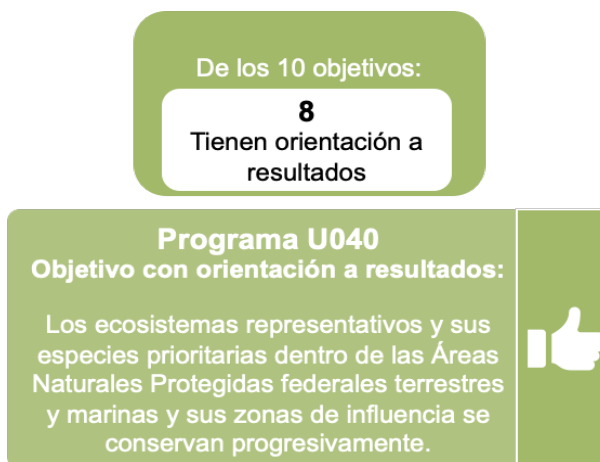 De los 10 objetivos:
8
Tienen orientación a
resultados
Programa U040
Objetivo con orientación a resultados:
Los ecosistemas representativos y sus
especies prioritarias dentro de las Áreas
Naturales Protegidas federales terrestres
y marinas y sus zonas de influencia se
conservan progresivamente.